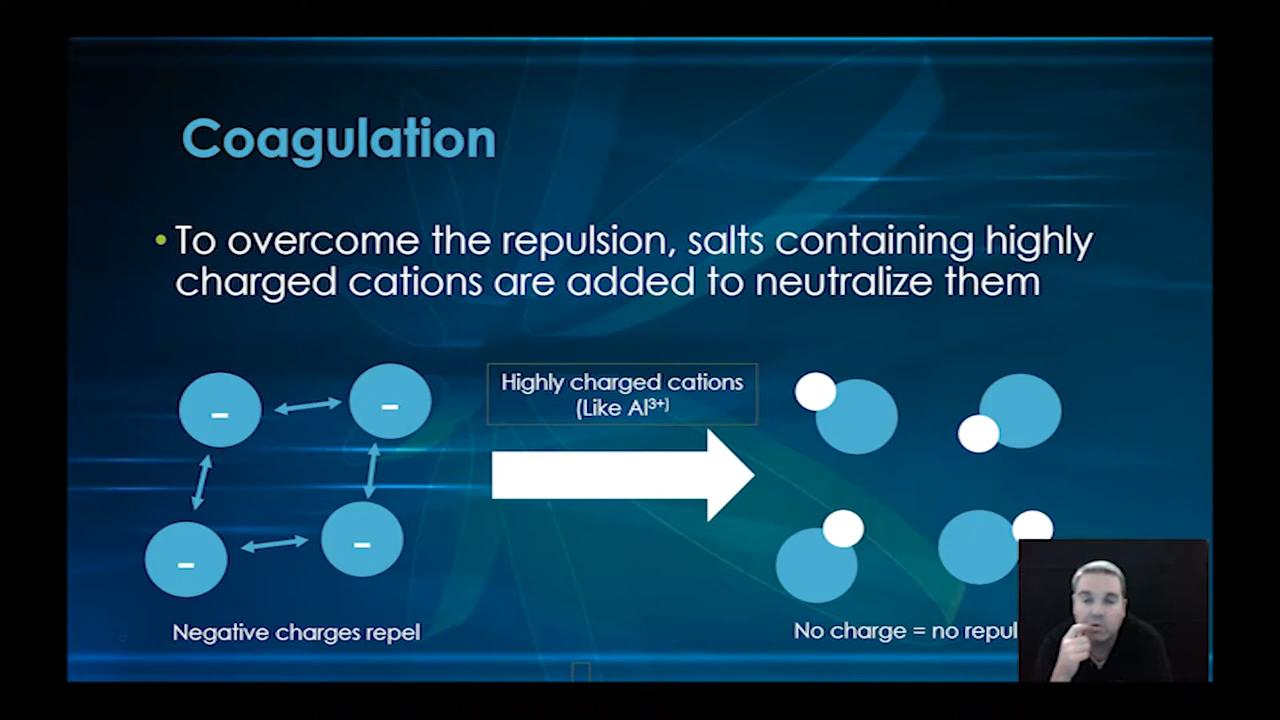 Coagulation
• To overcome the repulsion, salts containing highly
charged cations are added to neutralize them
Highly charged cations
(Like Al³⁺)
-
-
-
-
Negative charges repel
No charge = no repul